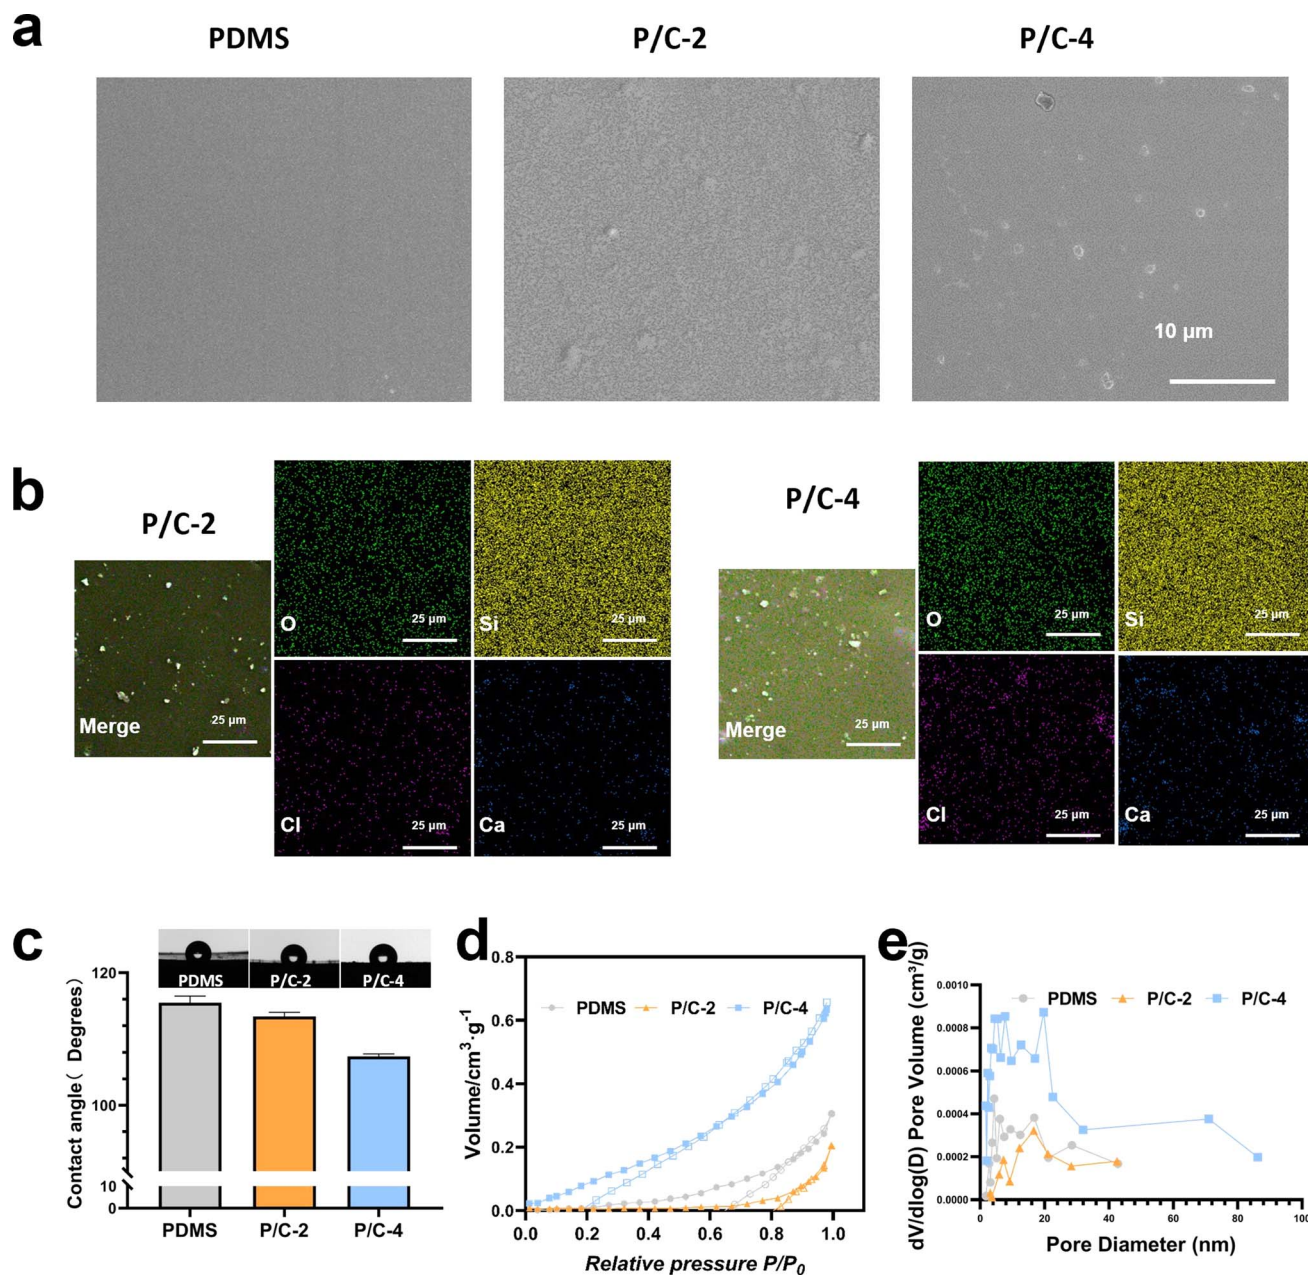 a
PDMS
P/C-2
P/C-4
10 μm
b
P/C-2
Merge
25 μm
O
25 μm
Si
25 μm
Cl
25 μm
Ca
25 μm
P/C-4
Merge
25 μm
O
25 μm
Si
25 μm
Cl
25 μm
Ca
25 μm
c
PDMS
P/C-2
P/C-4
Contact angle( Degrees)
120
100
10
0
PDMS
P/C-2
P/C-4
d
Volume/cm³·g⁻¹
0.8
0.6
0.4
0.2
0.0
PDMS
P/C-2
P/C-4
0.0
0.2
0.4
0.6
0.8
1.0
Relative pressure P/P₀
e
dV/dlog(D) Pore Volume (cm³/g)
0.0010
0.0008
0.0006
0.0004
0.0002
0.0000
PDMS
P/C-2
P/C-4
0
20
40
60
80
100
Pore Diameter (nm)